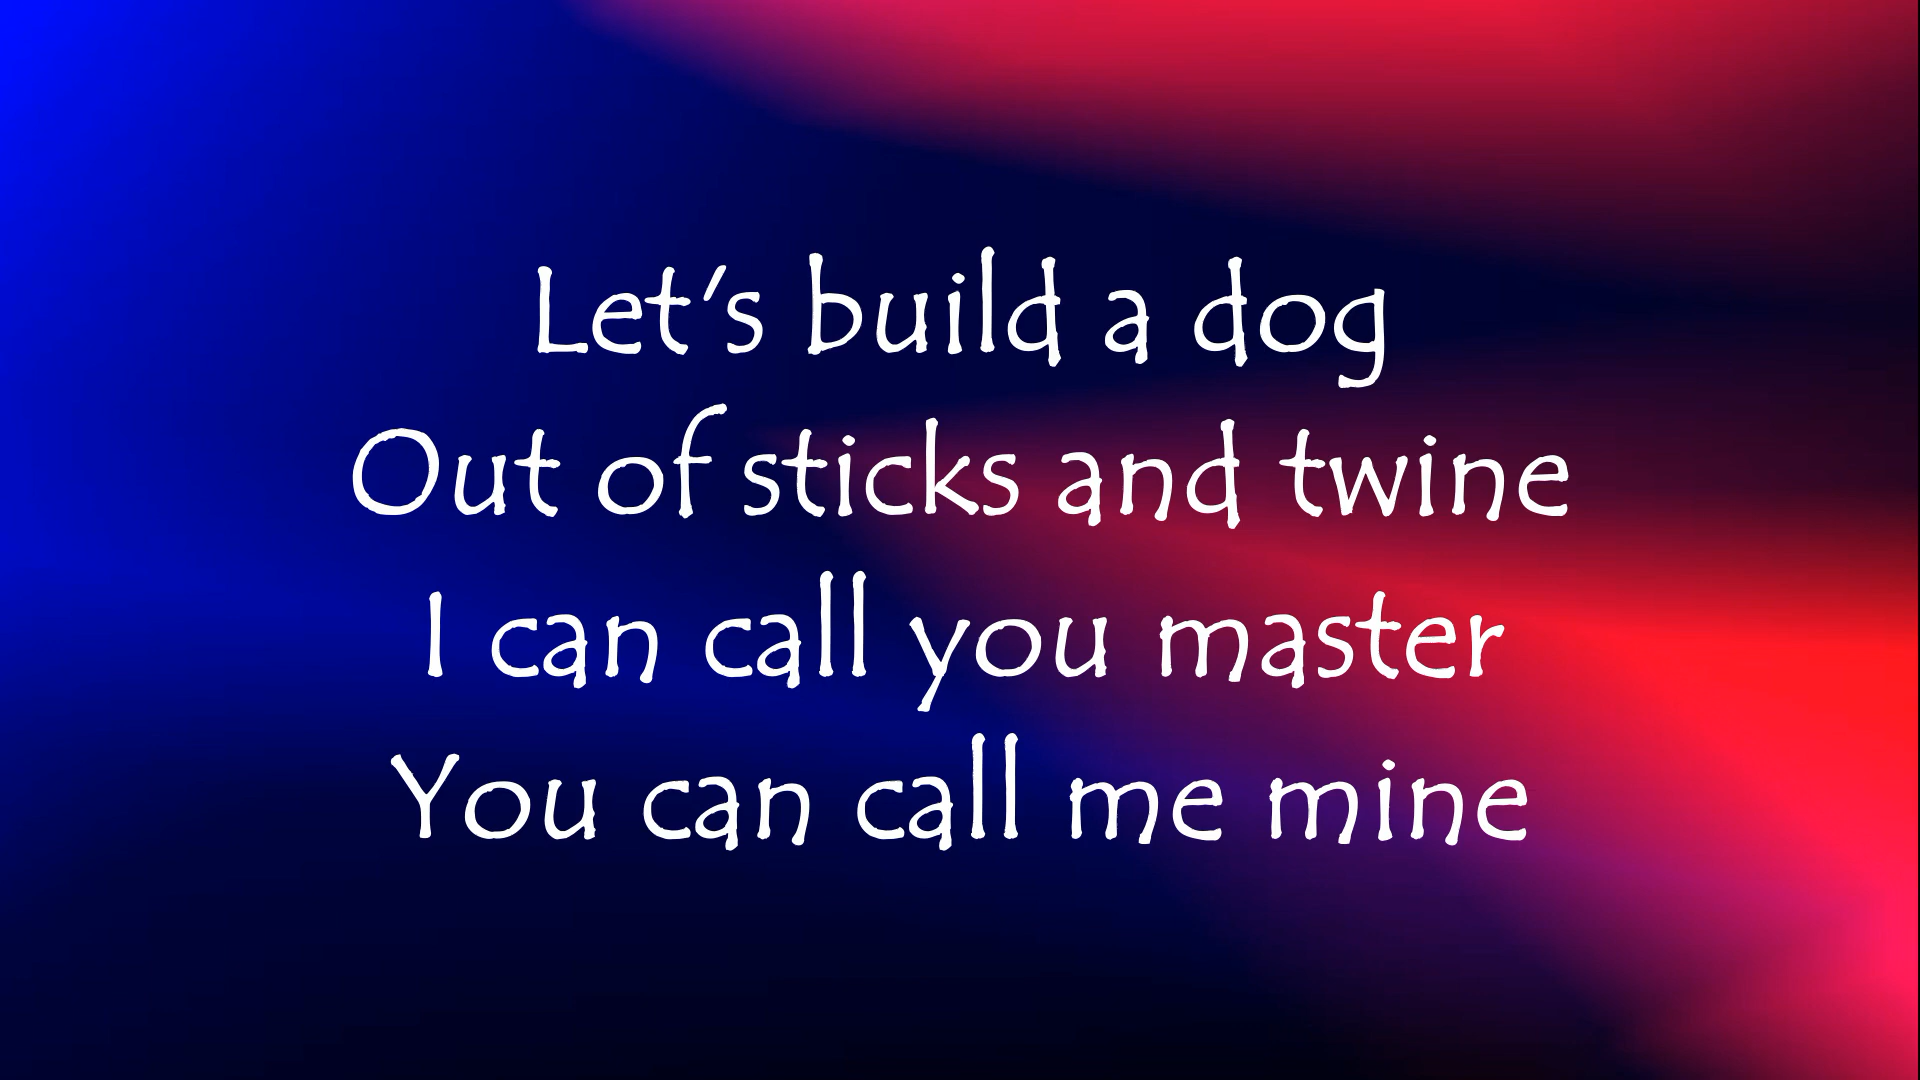 Let's build a dog
Out of sticks and twine
I can call you master
You can call me mine